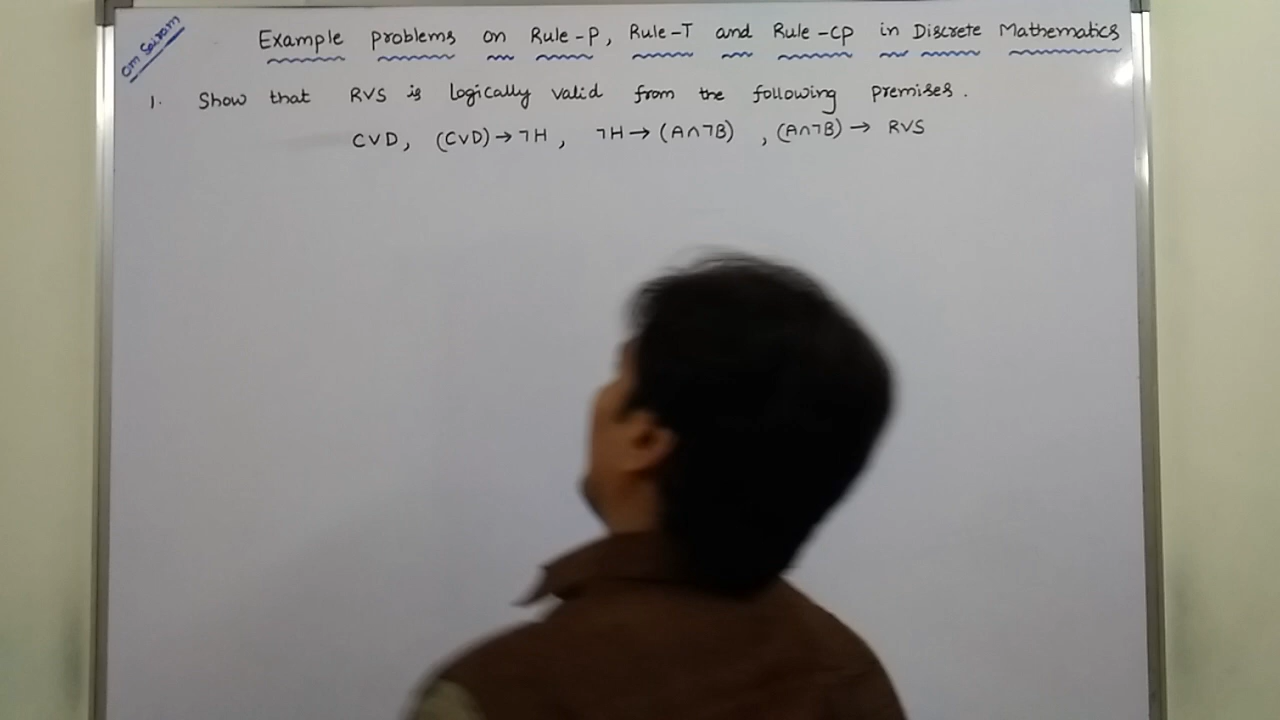 Om Sairam
Example problems on Rule-P, Rule-T and Rule-CP in Discrete Mathematics
1. Show that RVS is logically valid from the following premises.
CVD, (CVD)→¬H, ¬H→(A∩¬B), (A∩¬B)→ RVS